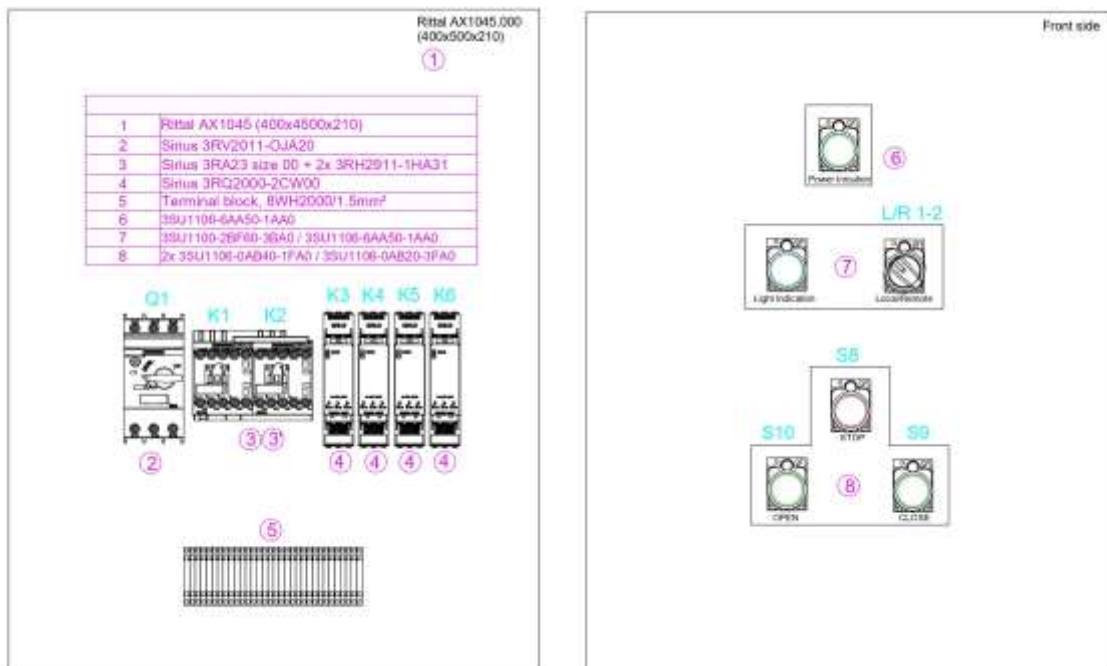 Rittal AX1045.000
(400x500x210)
1
1 Rittal AX1045 (400x4500x210)
2 Sirius 3RV2011-OJA20
3 Sirius 3RA23 size 00 + 2x 3RH2911-1HA31
4 Sirius 3RQ2000-2CW00
5 Terminal block, 8WH2000/1.5mm²
6 3SU1106-6AA50-1AA0
7 3SU1100-2BF60-3BA0 / 3SU1106-6AA50-1AA0
8 2x 3SU1106-0AB40-1FA0 / 3SU1106-0AB20-1FA0
Q1 K1 K2 K3 K4 K5 K6
2 3 3' 4 4 4 4
5
Front side
Power
6
L/R 1-2
7
Light Indication Local/Remote
S8
STOP
S10 S9
8
OPEN CLOSE